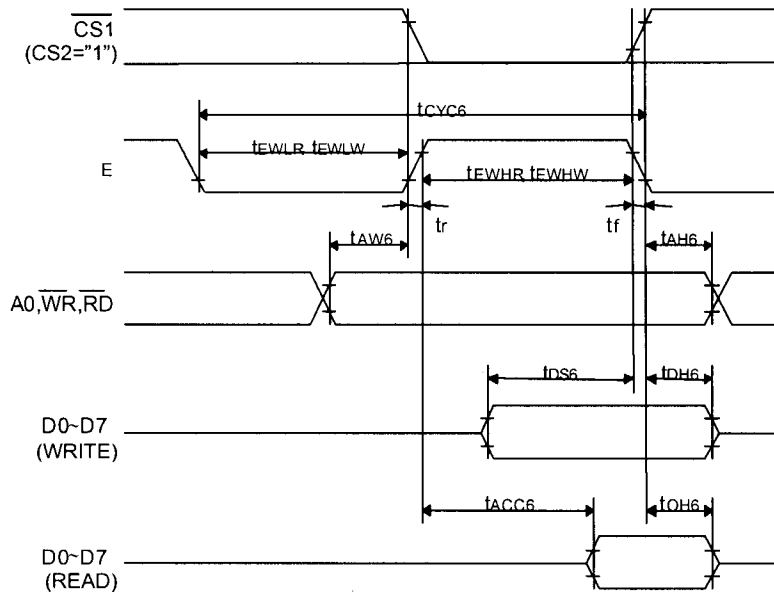 CS1
(CS2="1")
tCYC6
tEWLR, tEWLW
E
tEWHR, tEWHW
tr
tf
tAW6
tAH6
A0,WR,RD
tDS6
tDH6
D0~D7
(WRITE)
tACC6
tOH6
D0~D7
(READ)